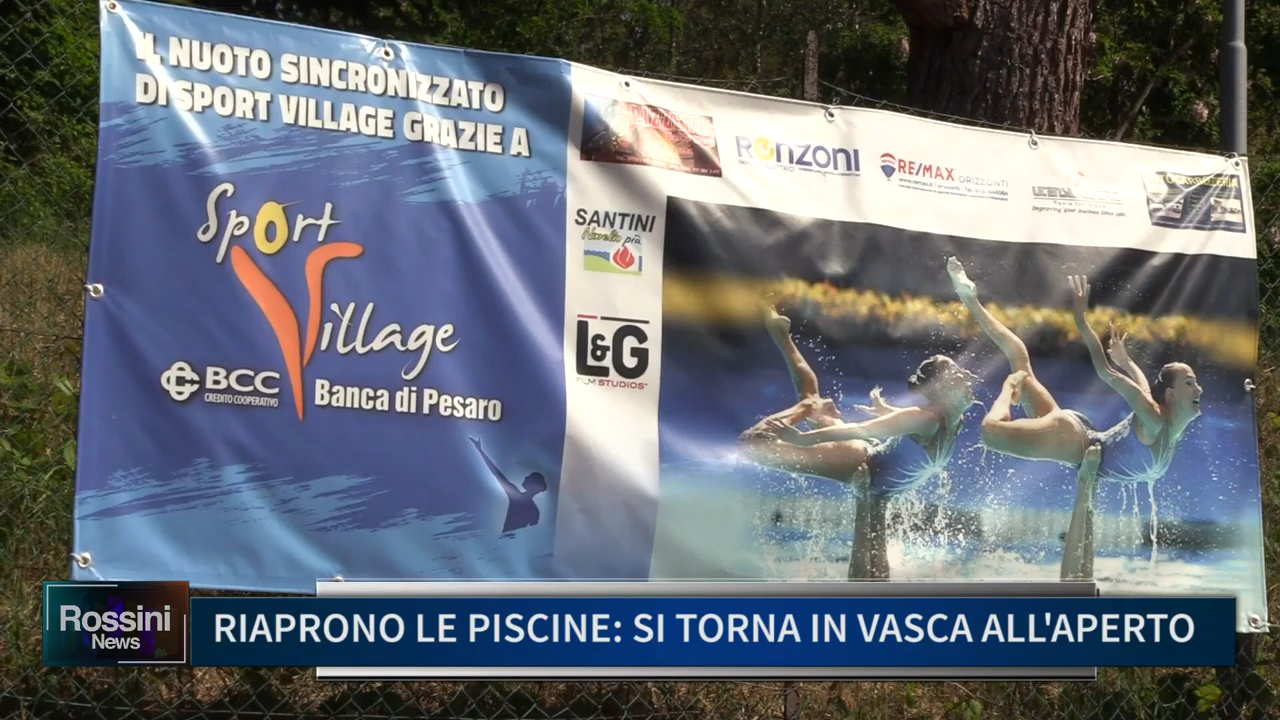 IL NUOTO SINCRONIZZATO
DI SPORT VILLAGE GRAZIE A
Sport
Village
BCC
CREDITO COOPERATIVO
Banca di Pesaro
RENZONI
RE/MAX ORIZZONTI
SANTINI
L&G
FILM STUDIOS
Rossini
News
RIAPRONO LE PISCINE: SI TORNA IN VASCA ALL'APERTO